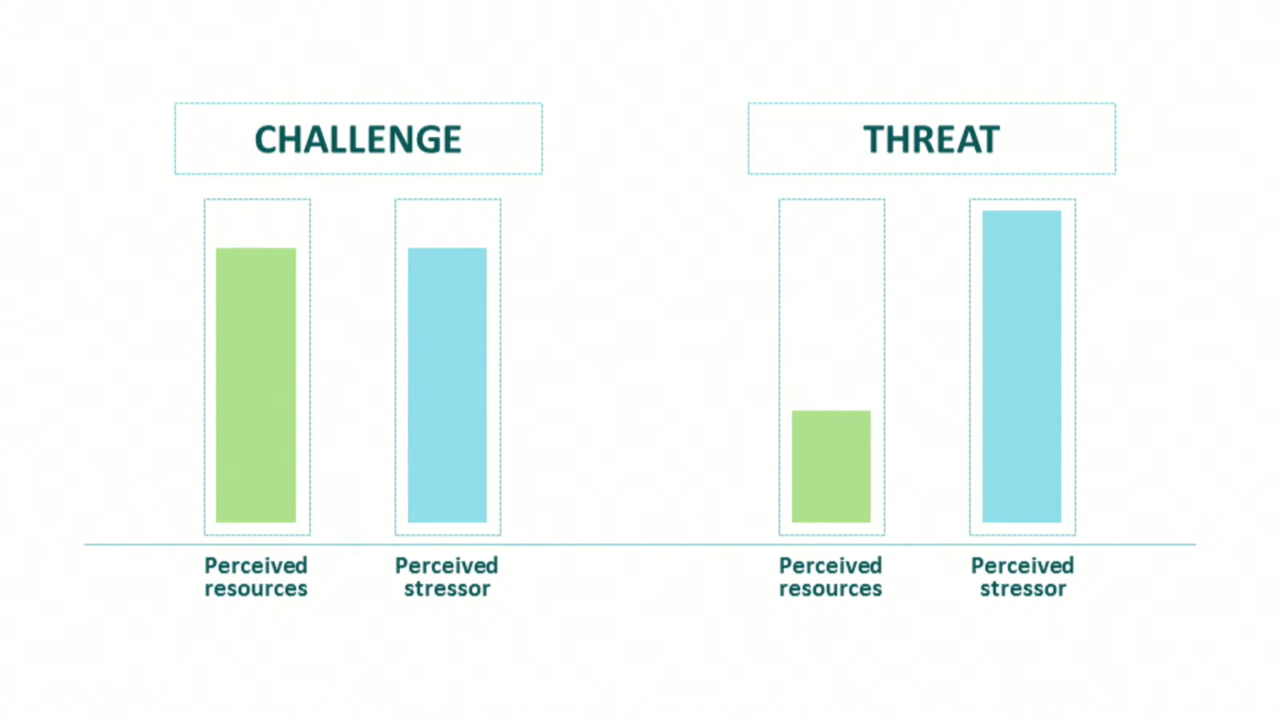 CHALLENGE
THREAT
Perceived
resources
Perceived
stressor
Perceived
resources
Perceived
stressor